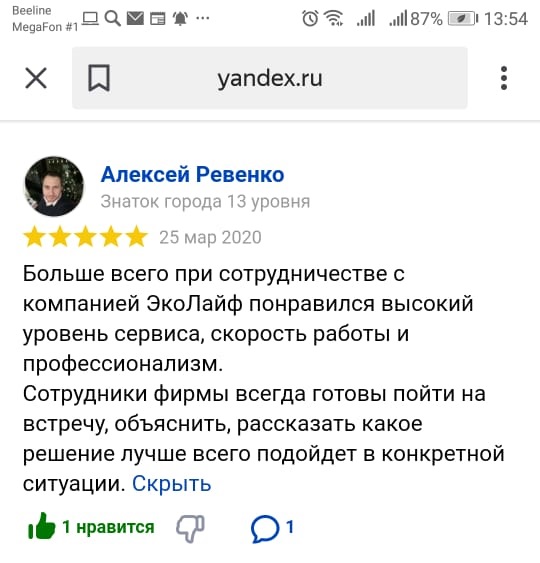 Beeline
MegaFon #1
87% 13:54
yandex.ru
Алексей Ревенко
Знаток города 13 уровня
25 мар 2020
Больше всего при сотрудничестве с
компанией ЭкоЛайф понравился высокий
уровень сервиса, скорость работы и
профессионализм.
Сотрудники фирмы всегда готовы пойти на
встречу, объяснить, рассказать какое
решение лучше всего подойдет в конкретной
ситуации. Скрыть
1 нравится 1